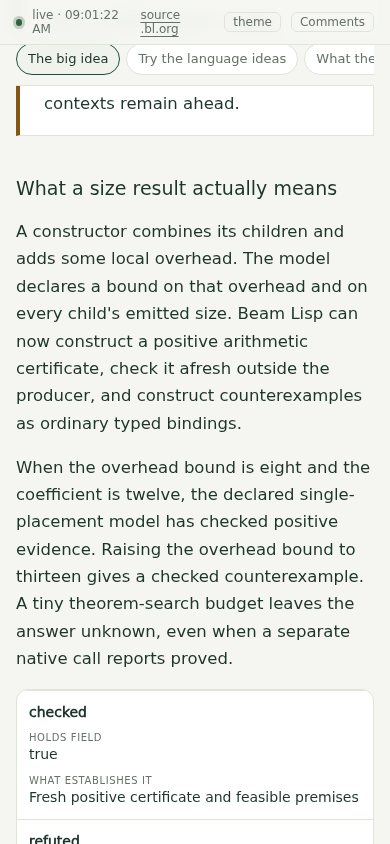 live · 09:01:22 AM
source.bl.org
theme
Comments
The big idea
Try the language ideas
What the
contexts remain ahead.
What a size result actually means
A constructor combines its children and
adds some local overhead. The model
declares a bound on that overhead and on
every child's emitted size. Beam Lisp can
now construct a positive arithmetic
certificate, check it afresh outside the
producer, and construct counterexamples
as ordinary typed bindings.
When the overhead bound is eight and the
coefficient is twelve, the declared single-
placement model has checked positive
evidence. Raising the overhead bound to
thirteen gives a checked counterexample.
A tiny theorem-search budget leaves the
answer unknown, even when a separate
native call reports proved.
checked
HOLDS FIELD
true
WHAT ESTABLISHES IT
Fresh positive certificate and feasible premises
refuted